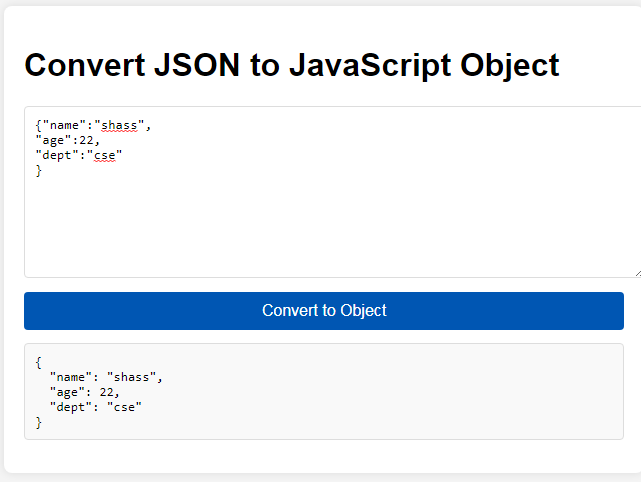 Convert JSON to JavaScript Object
{"name":"shass",
"age":22,
"dept":"cse"
}
Convert to Object
{
  "name": "shass",
  "age": 22,
  "dept": "cse"
}